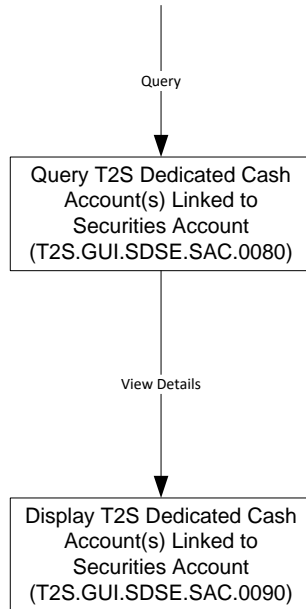 Query
Query T2S Dedicated Cash
Account(s) Linked to
Securities Account
(T2S.GUI.SDSE.SAC.0080)
View Details
Display T2S Dedicated Cash
Account(s) Linked to
Securities Account
(T2S.GUI.SDSE.SAC.0090)